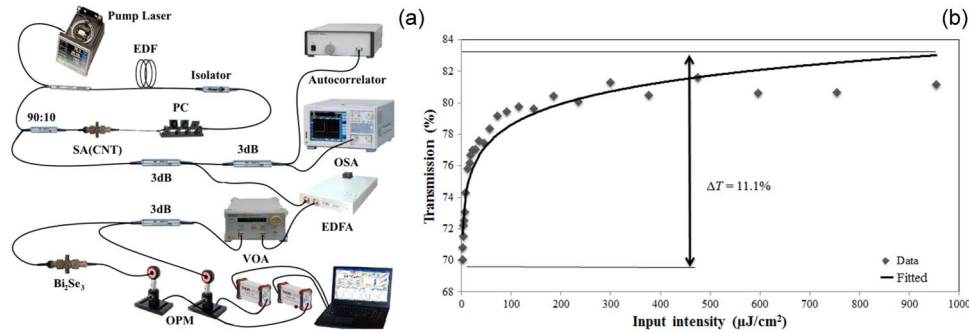 (a)
Pump Laser
EDF
Isolator
Autocorrelator
90:10
SA(CNT)
PC
OSA
3dB
3dB
EDFA
3dB
VOA
Bi₂Se₃
OPM
(b)
Transmission (%)
84
82
80
78
76
74
72
70
68
ΔT = 11.1%
Data
Fitted
0 100 200 300 400 500 600 700 800 900 1000
Input intensity (μJ/cm²)